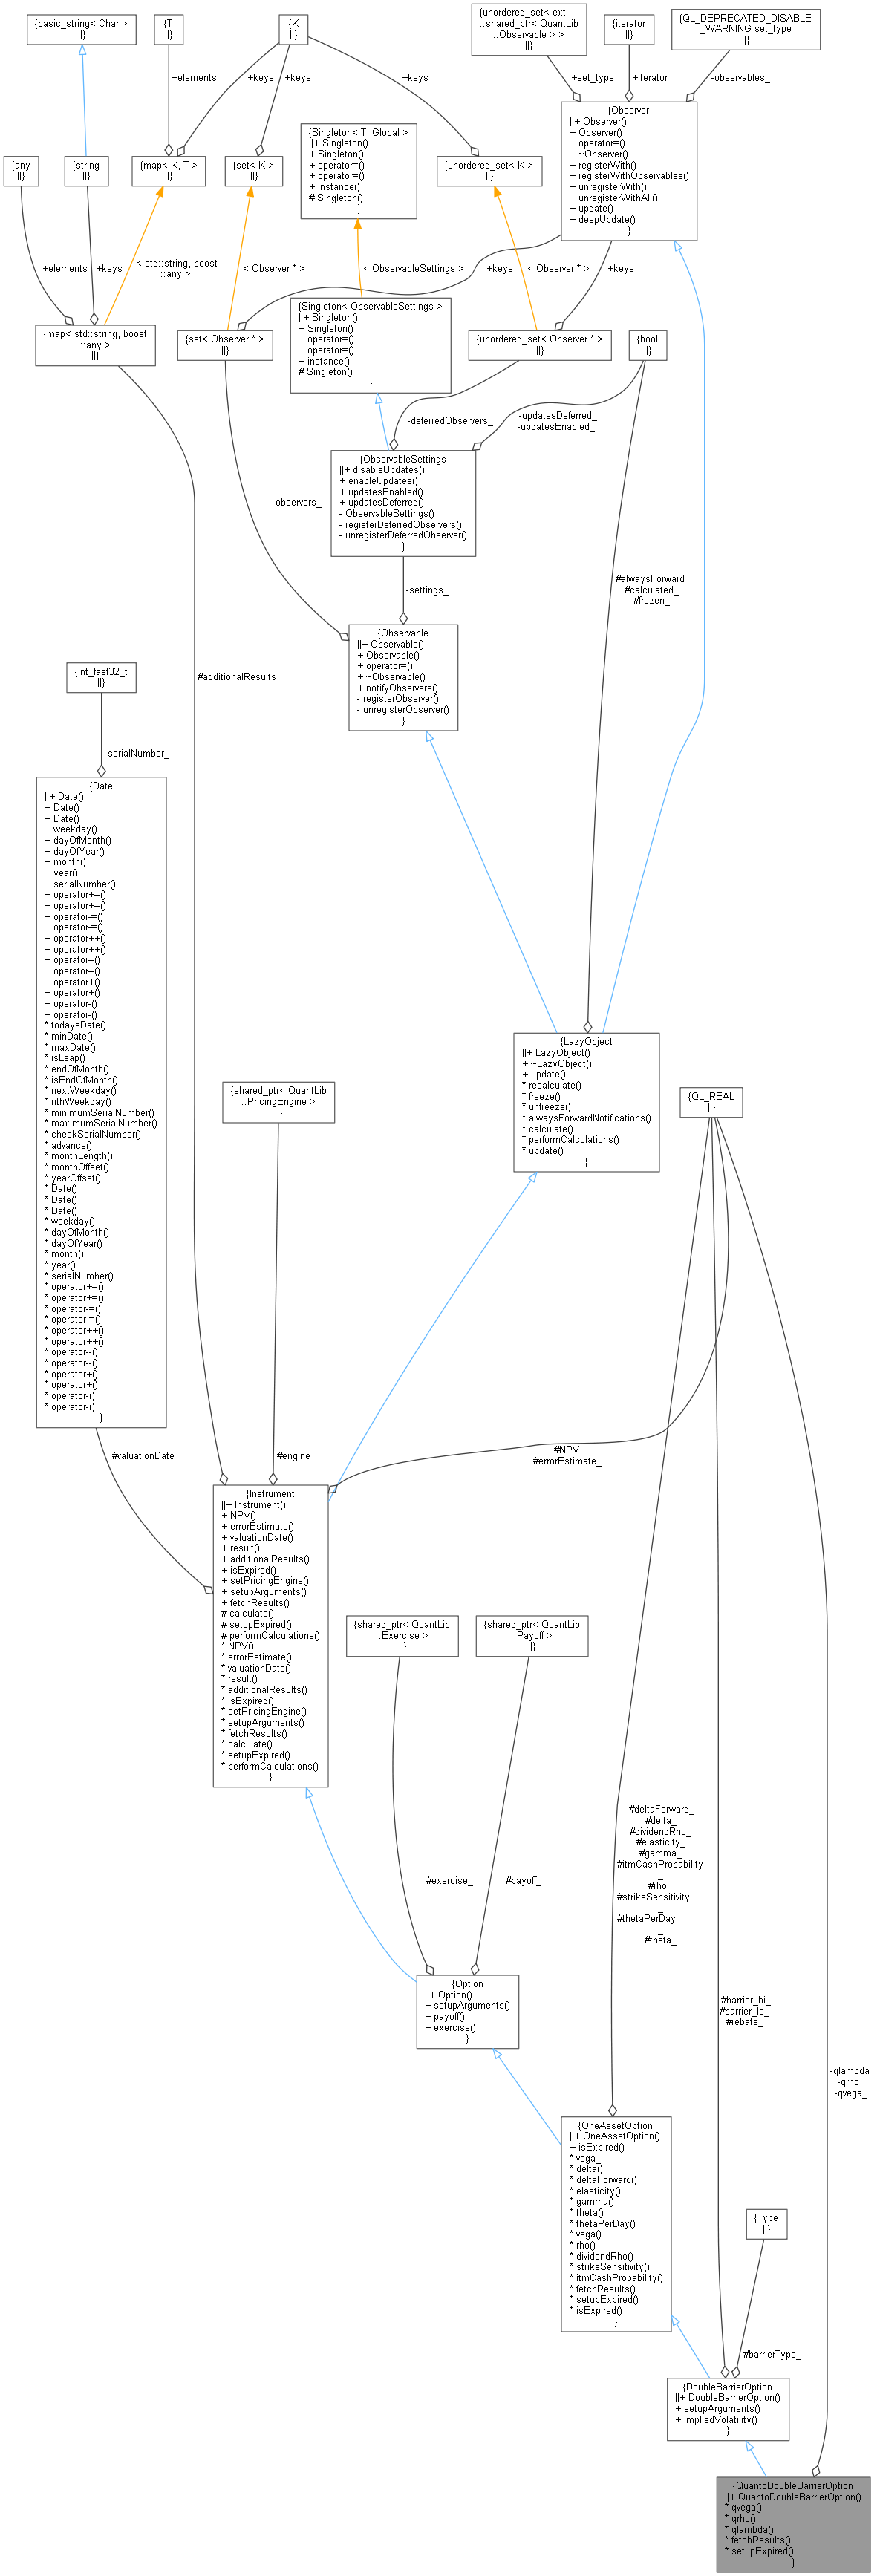 {unordered_set< ext
::shared_ptr< QuantLib
::Observable > >
||}
{basic_string< Char >
||}
{T
||}
{K
||}
{iterator
||}
{QL_DEPRECATED_DISABLE
_WARNING set_type
||}
+elements
+keys
+keys
+keys
+set_type
+iterator
-observables_
{Observer
||+ Observer()
+ Observer()
+ operator=()
+ ~Observer()
+ registerWith()
+ registerWithObservables()
+ unregisterWith()
+ unregisterWithAll()
+ update()
+ deepUpdate()
}
{Singleton< T, Global >
||+ Singleton()
+ Singleton()
+ operator=()
+ operator=()
+ instance()
# Singleton()
}
{any
||}
{string
||}
{map< K, T >
||}
{set< K >
||}
{unordered_set< K >
||}
+elements
+keys
< std::string, boost
::any >
< Observer * >
< ObservableSettings >
+keys
< Observer * >
+keys
{map< std::string, boost
::any >
||}
{set< Observer * >
||}
{Singleton< ObservableSettings >
||+ Singleton()
+ Singleton()
+ operator=()
+ operator=()
+ instance()
# Singleton()
}
{unordered_set< Observer * >
||}
{bool
||}
-deferredObservers_
-updatesDeferred_
-updatesEnabled_
{ObservableSettings
||+ disableUpdates()
+ enableUpdates()
+ updatesEnabled()
+ updatesDeferred()
- ObservableSettings()
- registerDeferredObservers()
- unregisterDeferredObserver()
}
-observers_
-settings_
#alwaysForward_
#calculated_
#frozen_
{Observable
||+ Observable()
+ Observable()
+ operator=()
+ ~Observable()
+ notifyObservers()
- registerObserver()
- unregisterObserver()
}
{int_fast32_t
||}
#additionalResults_
-serialNumber_
{Date
||+ Date()
+ Date()
+ Date()
+ weekday()
+ dayOfMonth()
+ dayOfYear()
+ month()
+ year()
+ serialNumber()
+ operator+=()
+ operator+=()
+ operator-=()
+ operator-=()
+ operator++()
+ operator++()
+ operator--()
+ operator--()
+ operator+()
+ operator+()
+ operator-()
+ operator-()
* todaysDate()
* minDate()
* maxDate()
* isLeap()
* endOfMonth()
* isEndOfMonth()
* nextWeekday()
* nthWeekday()
* minimumSerialNumber()
* maximumSerialNumber()
* checkSerialNumber()
* advance()
* monthLength()
* monthOffset()
* yearOffset()
* Date()
* Date()
* Date()
* weekday()
* dayOfMonth()
* dayOfYear()
* month()
* year()
* serialNumber()
* operator+=()
* operator+=()
* operator-=()
* operator-=()
* operator++()
* operator++()
* operator--()
* operator--()
* operator+()
* operator+()
* operator-()
* operator-()
}
{LazyObject
||+ LazyObject()
+ ~LazyObject()
+ update()
* recalculate()
* freeze()
* unfreeze()
* alwaysForwardNotifications()
* calculate()
* performCalculations()
* update()
}
{shared_ptr< QuantLib
::PricingEngine >
||}
{QL_REAL
||}
#valuationDate_
#engine_
#NPV_
#errorEstimate_
{Instrument
||+ Instrument()
+ NPV()
+ errorEstimate()
+ valuationDate()
+ result()
+ additionalResults()
+ isExpired()
+ setPricingEngine()
+ setupArguments()
+ fetchResults()
# calculate()
# setupExpired()
# performCalculations()
* NPV()
* errorEstimate()
* valuationDate()
* result()
* additionalResults()
* isExpired()
* setPricingEngine()
* setupArguments()
* fetchResults()
* calculate()
* setupExpired()
* performCalculations()
}
{shared_ptr< QuantLib
::Exercise >
||}
{shared_ptr< QuantLib
::Payoff >
||}
#exercise_
#payoff_
#deltaForward_
#delta_
#dividendRho_
#elasticity_
#gamma_
#itmCashProbability
_
#rho_
#strikeSensitivity
_
#thetaPerDay
_
#theta_
...
{Option
||+ Option()
+ setupArguments()
+ payoff()
+ exercise()
}
#barrier_hi_
#barrier_lo_
#rebate_
-qlambda_
-qrho_
-qvega_
{OneAssetOption
||+ OneAssetOption()
+ isExpired()
* vega_
* delta()
* deltaForward()
* elasticity()
* gamma()
* theta()
* thetaPerDay()
* vega()
* rho()
* dividendRho()
* strikeSensitivity()
* itmCashProbability()
* fetchResults()
* setupExpired()
* isExpired()
}
{Type
||}
#barrierType_
{DoubleBarrierOption
||+ DoubleBarrierOption()
+ setupArguments()
+ impliedVolatility()
}
{QuantoDoubleBarrierOption
||+ QuantoDoubleBarrierOption()
* qvega()
* qrho()
* qlambda()
* fetchResults()
* setupExpired()
}